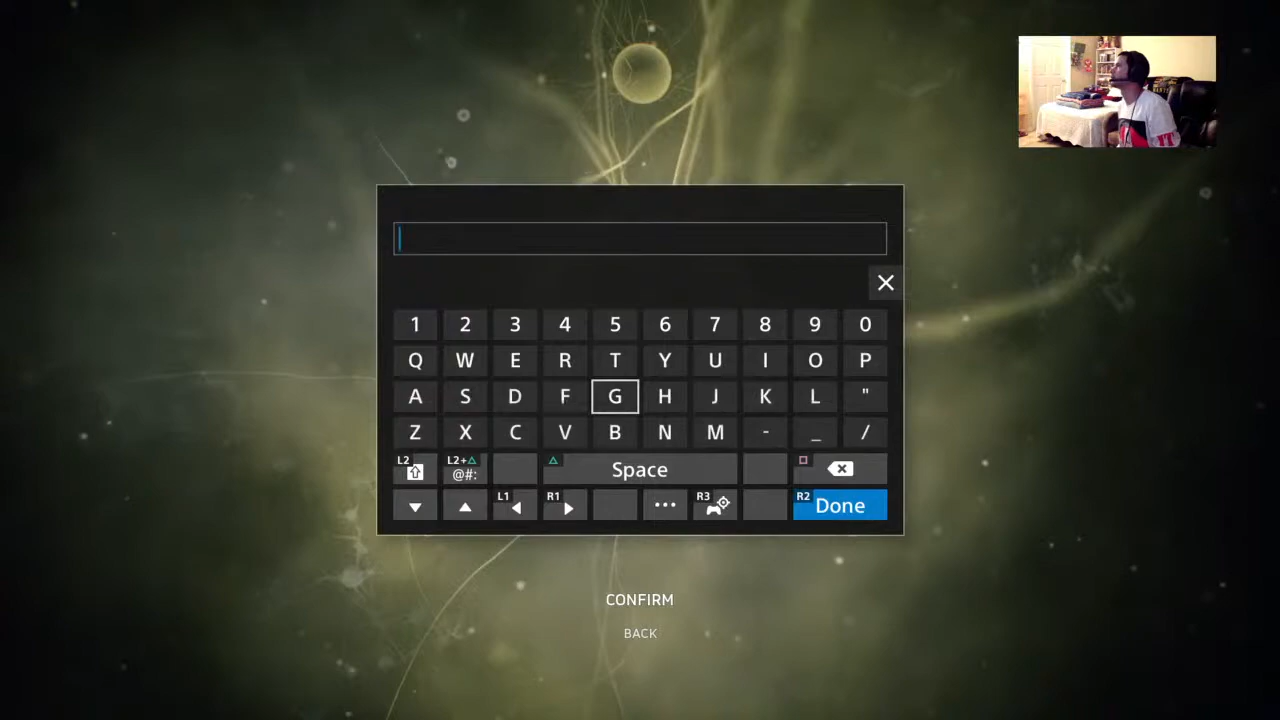 1 2 3 4 5 6 7 8 9 0
Q W E R T Y U I O P
A S D F G H J K L "
Z X C V B N M - _ /
L2 L2+△ @#: △ Space □
L1 R1 ... R3 R2 Done
CONFIRM
BACK